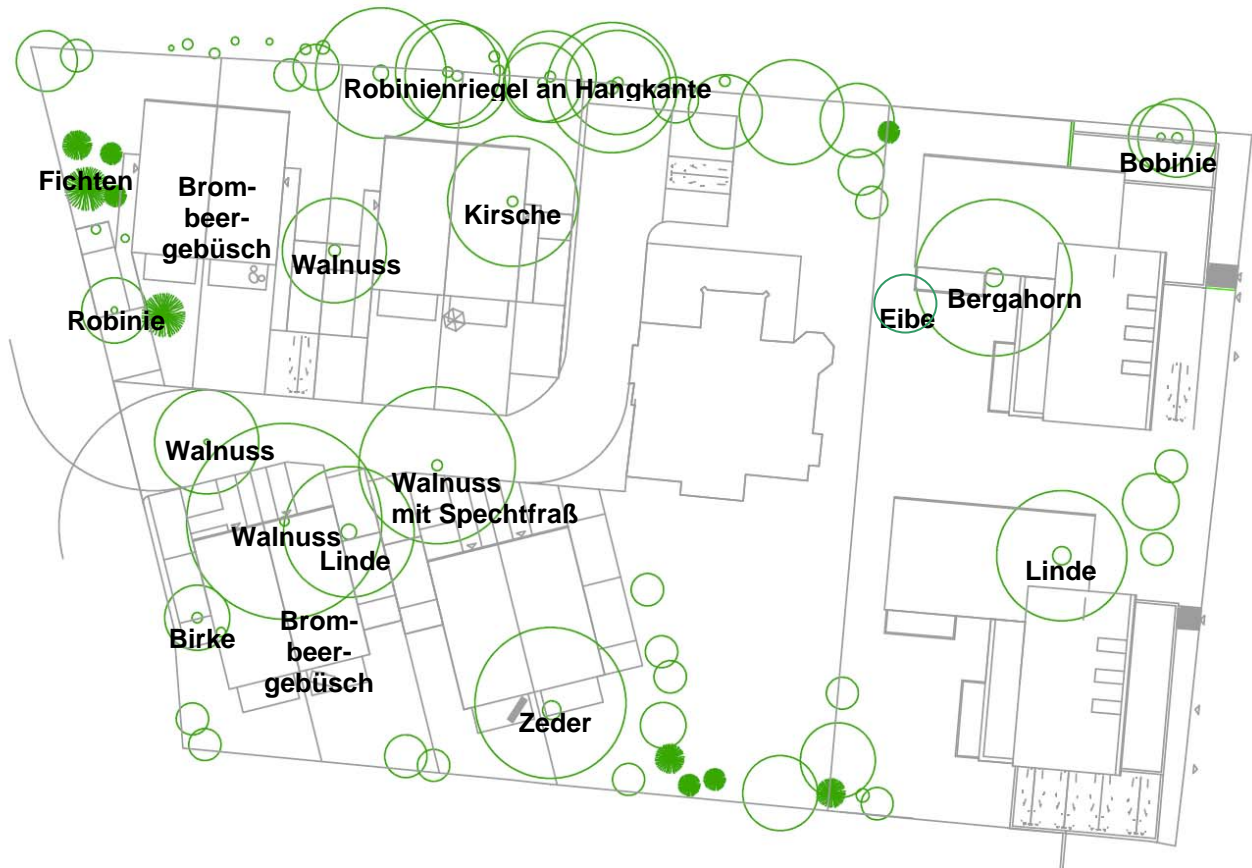 Robinienriegel an Hangkante
Bobinie
Fichten
Brom-
beer-
gebüsch
Kirsche
Walnuss
Bergahorn
Eibe
Robinie
Walnuss
Walnuss
mit Spechtfraß
Walnuss
Linde
Linde
Birke
Brom-
beer-
gebüsch
Zeder